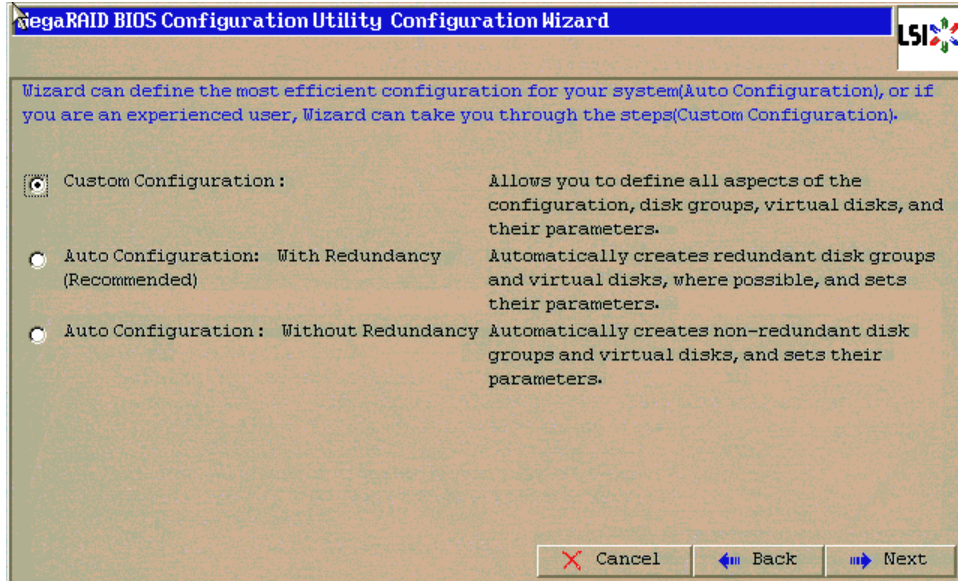 MegaRAID BIOS Configuration Utility Configuration Wizard
LSI
Wizard can define the most efficient configuration for your system(Auto Configuration), or if
you are an experienced user, Wizard can take you through the steps(Custom Configuration).
Custom Configuration:
Allows you to define all aspects of the
configuration, disk groups, virtual disks, and
their parameters.
Auto Configuration: With Redundancy
(Recommended)
Automatically creates redundant disk groups
and virtual disks, where possible, and sets
their parameters.
Auto Configuration: Without Redundancy
Automatically creates non-redundant disk
groups and virtual disks, and sets their
parameters.
Cancel
Back
Next